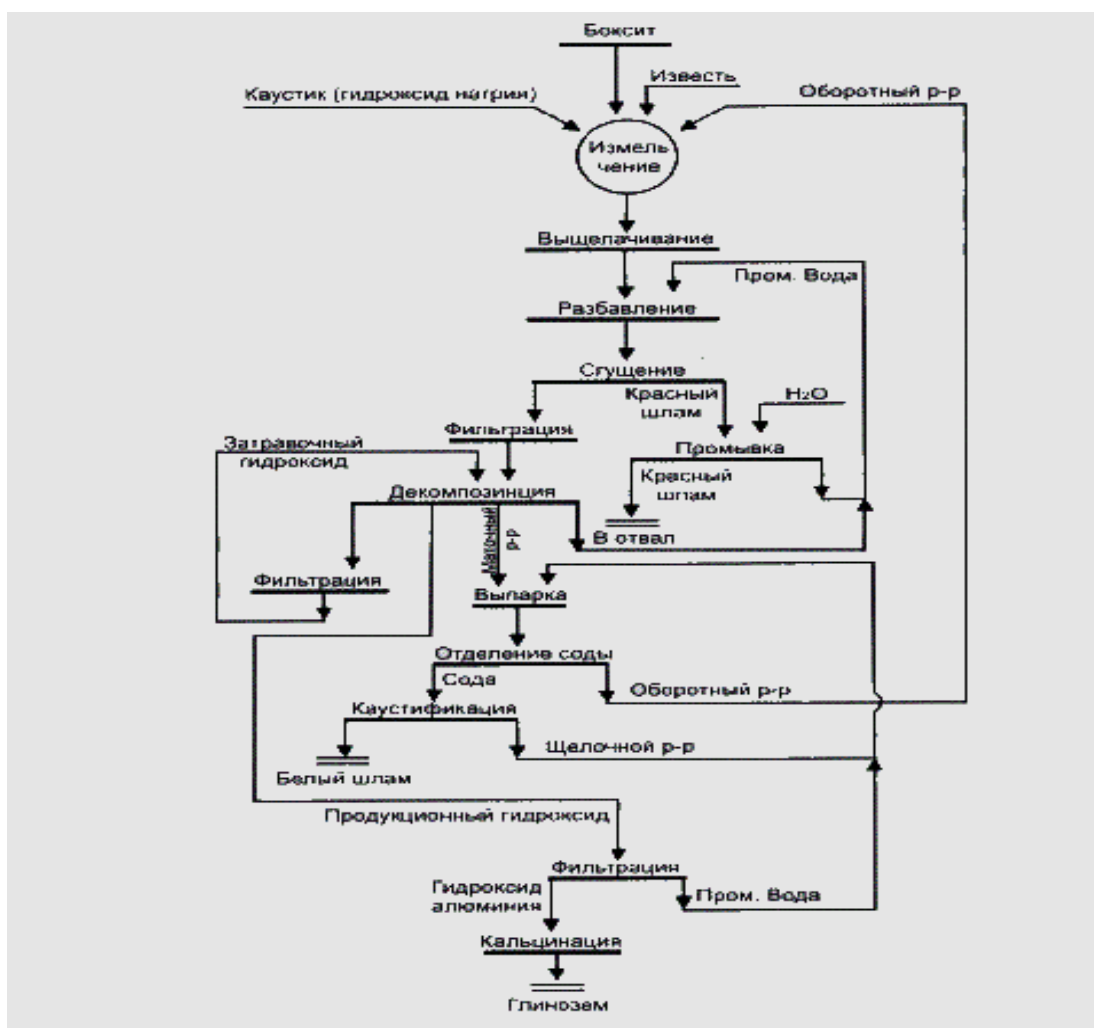 Боксит
Известь
Каустик (гидроксид натрия)
Оборотный р-р
Измель
чение
Выщелачивание
Пром. Вода
Разбавление
Сгущение
Красный
шлам
H₂O
Фильтрация
Затравочный
гидроксид
Промывка
Красный
шлам
Декомпозинция
Маточный
р-р
В отвал
Фильтрация
Выпарка
Отделение соды
Сода
Оборотный р-р
Каустификация
Щелочной р-р
Белый шлам
Продукционный гидроксид
Фильтрация
Гидроксид
алюминия
Пром. Вода
Кальцинация
Глинозем